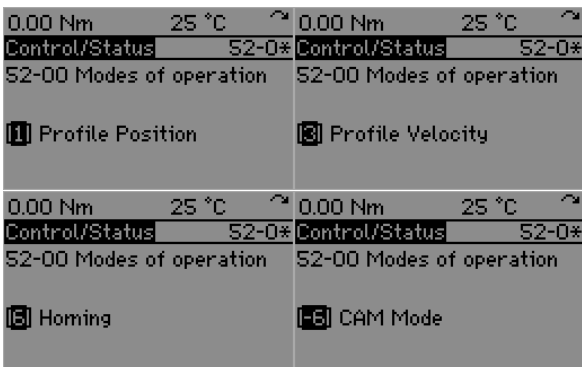 0.00 Nm 25 °C
Control/Status 52-0*
52-00 Modes of operation
[1] Profile Position
0.00 Nm 25 °C
Control/Status 52-0*
52-00 Modes of operation
[3] Profile Velocity
0.00 Nm 25 °C
Control/Status 52-0*
52-00 Modes of operation
[6] Homing
0.00 Nm 25 °C
Control/Status 52-0*
52-00 Modes of operation
[-6] CAM Mode